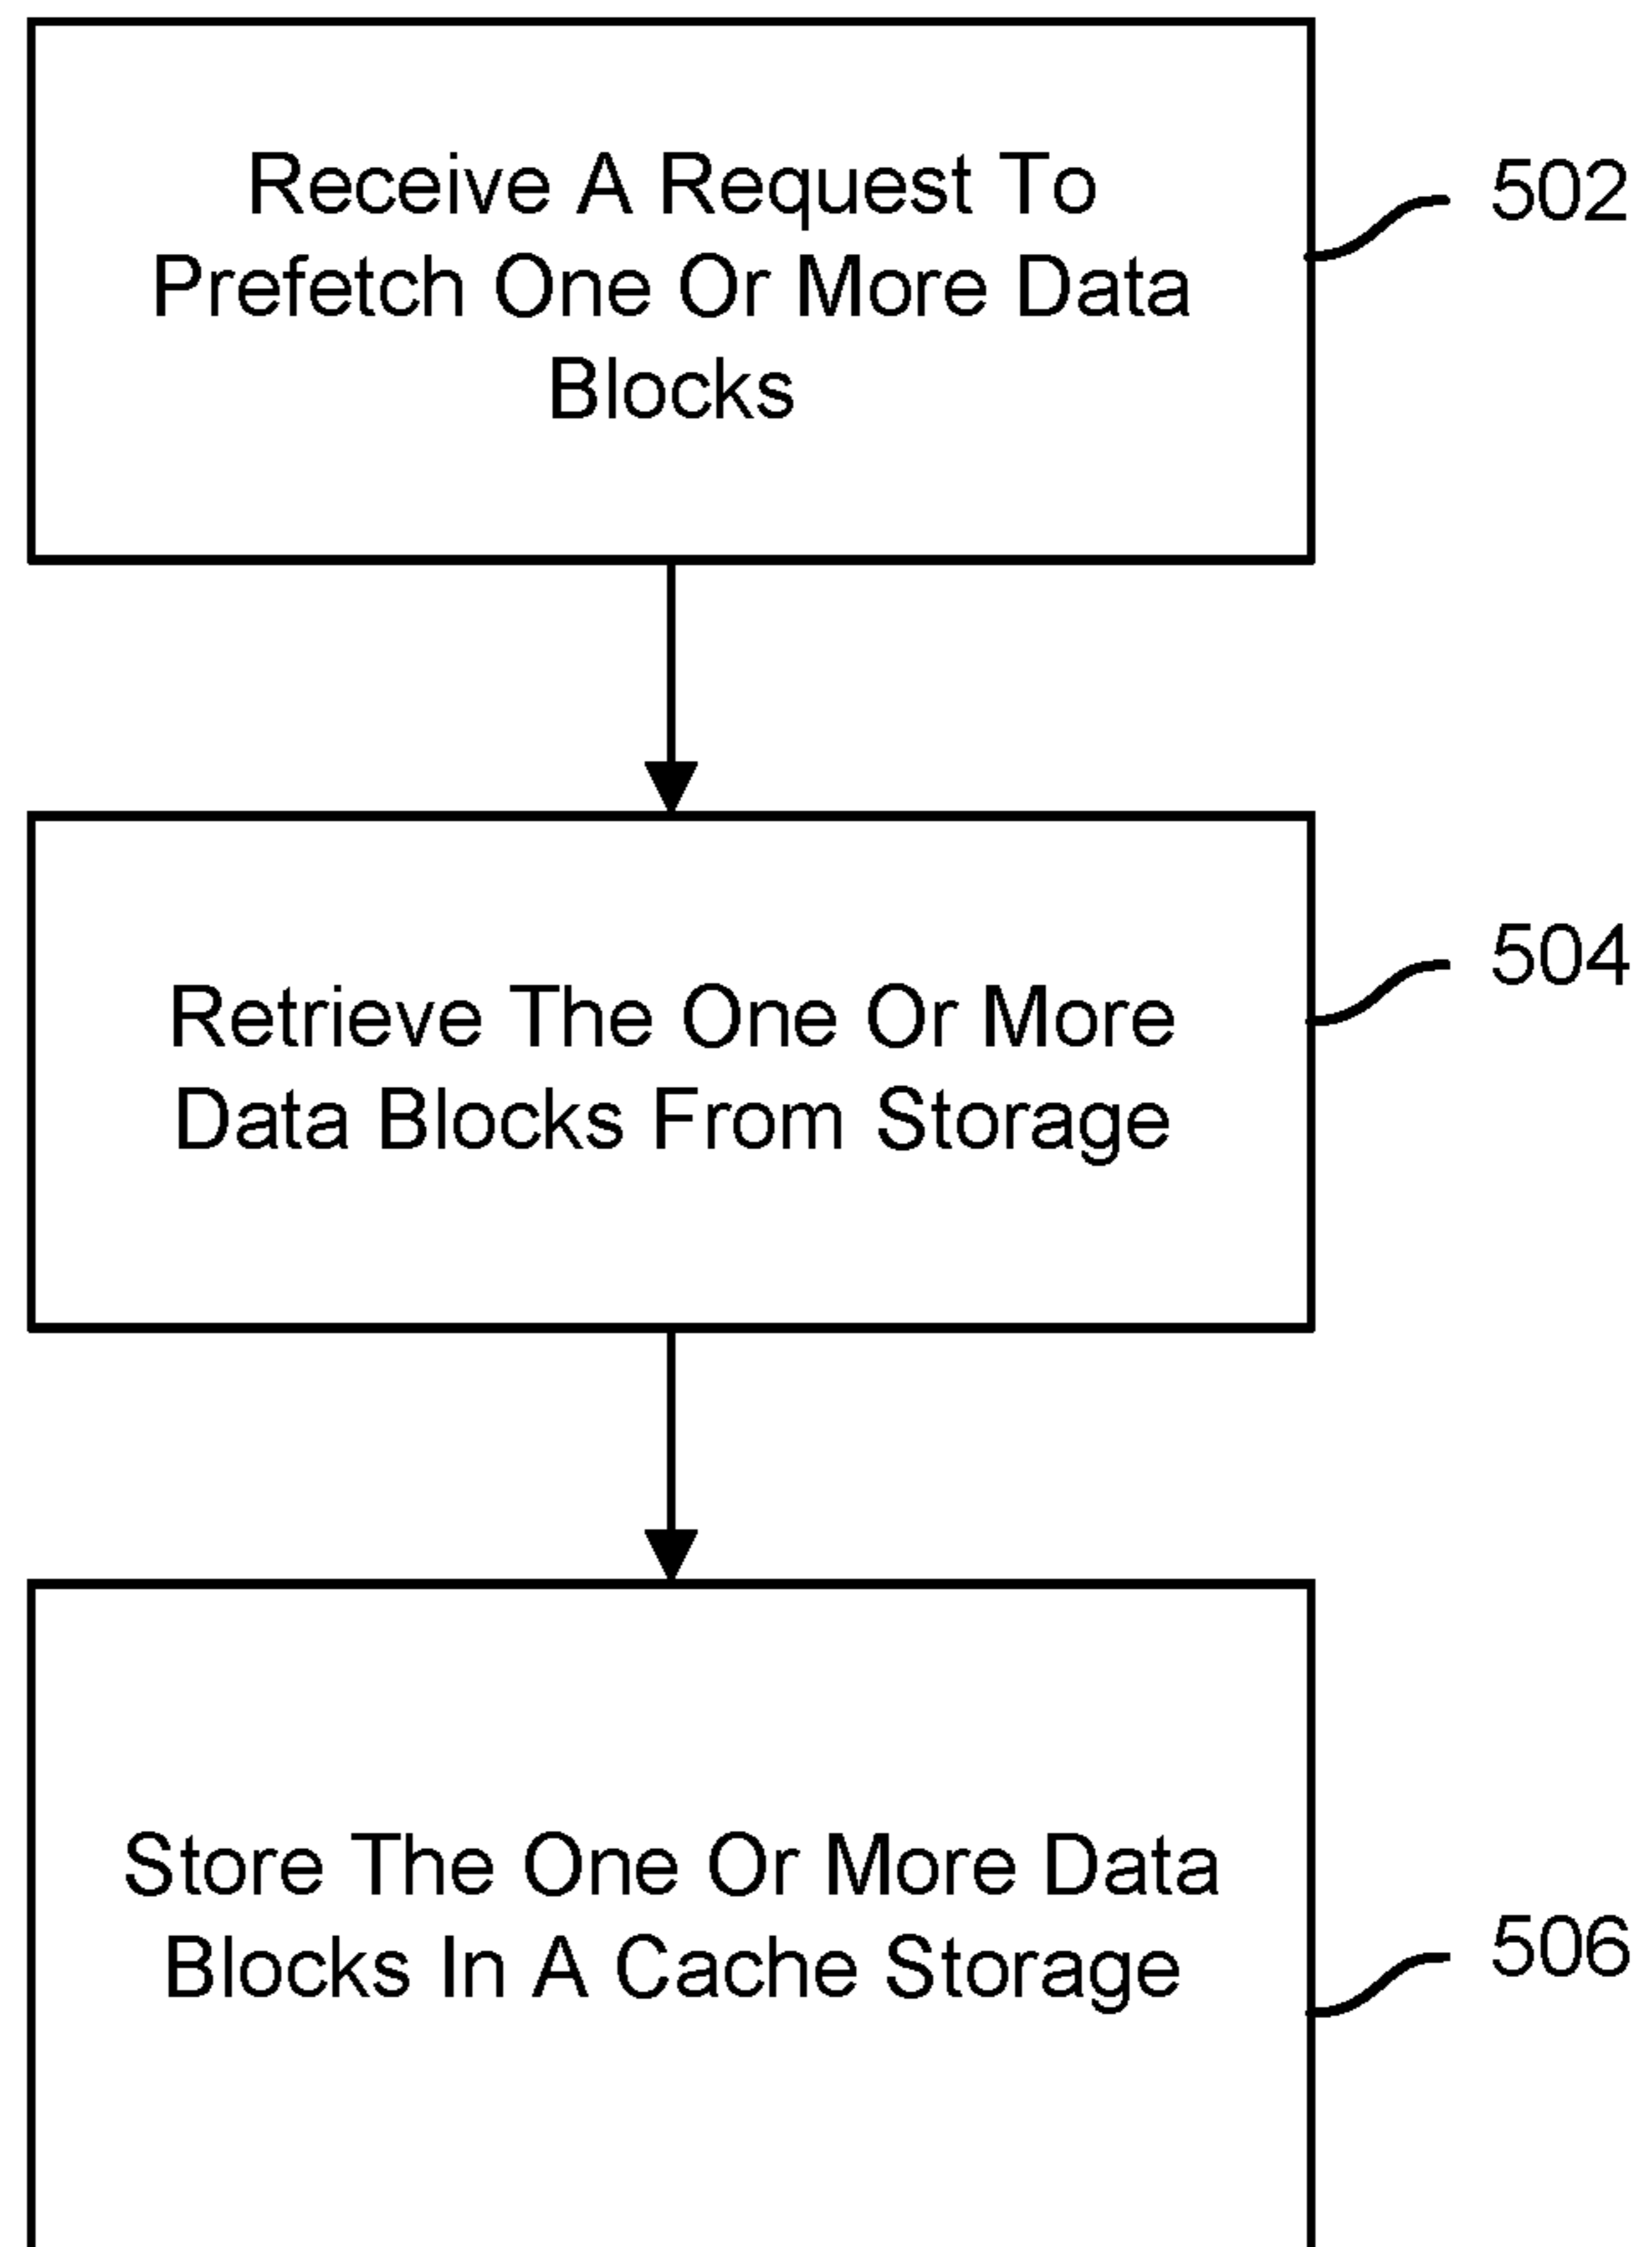 Receive A Request To
Prefetch One Or More Data
Blocks
502
Retrieve The One Or More
Data Blocks From Storage
504
Store The One Or More Data
Blocks In A Cache Storage
506